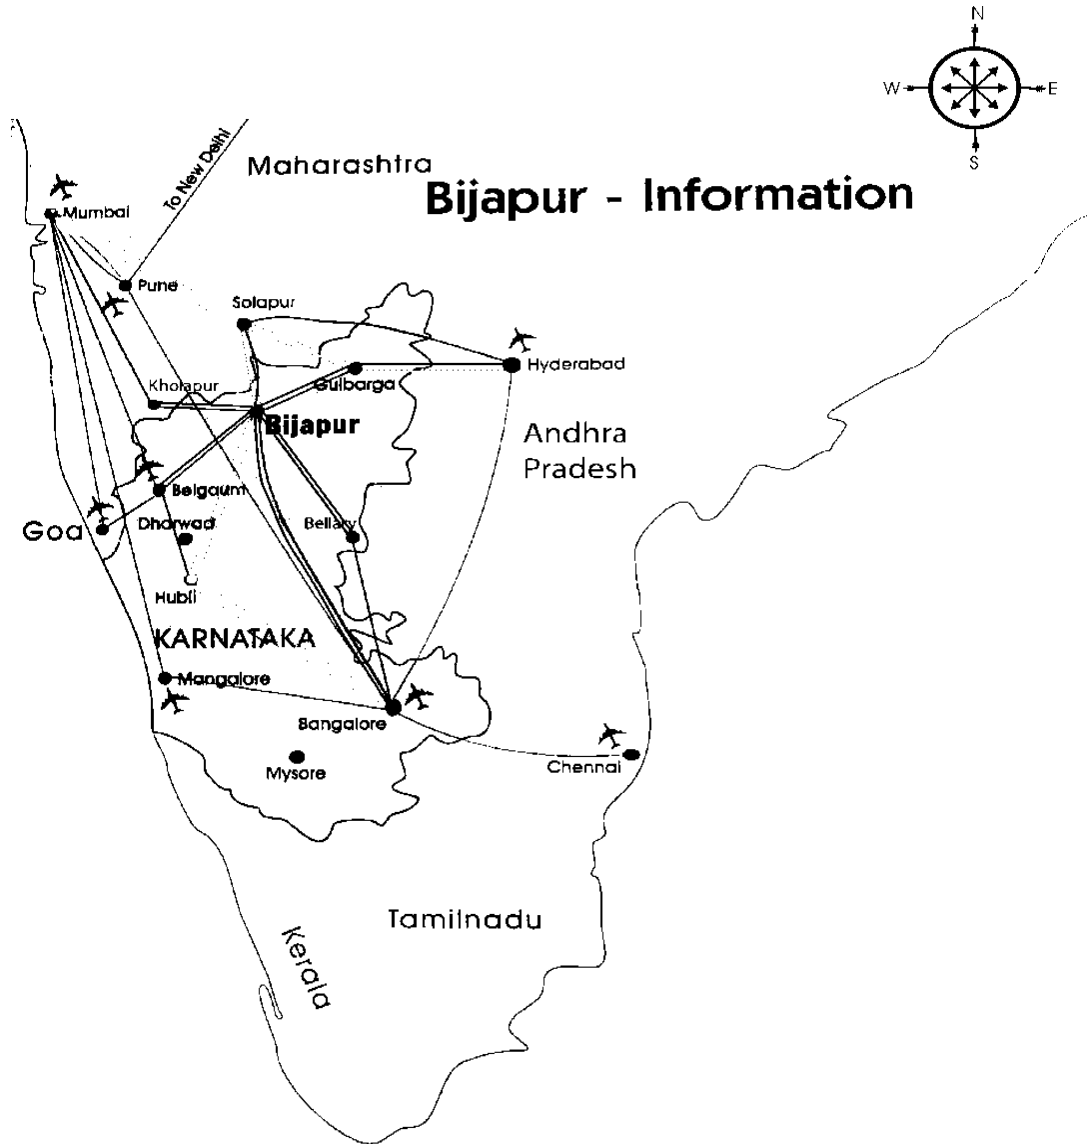 N
W E
S
To New Delhi
Maharashtra
Bijapur - Information
Mumbai
Pune
Solapur
Hyderabad
Kholapur
Gulbarga
Bijapur
Andhra
Pradesh
Belgaum
Goa
Dharwad
Bellary
Hubli
KARNATAKA
Mangalore
Bangalore
Mysore
Chennai
Tamilnadu
Kerala